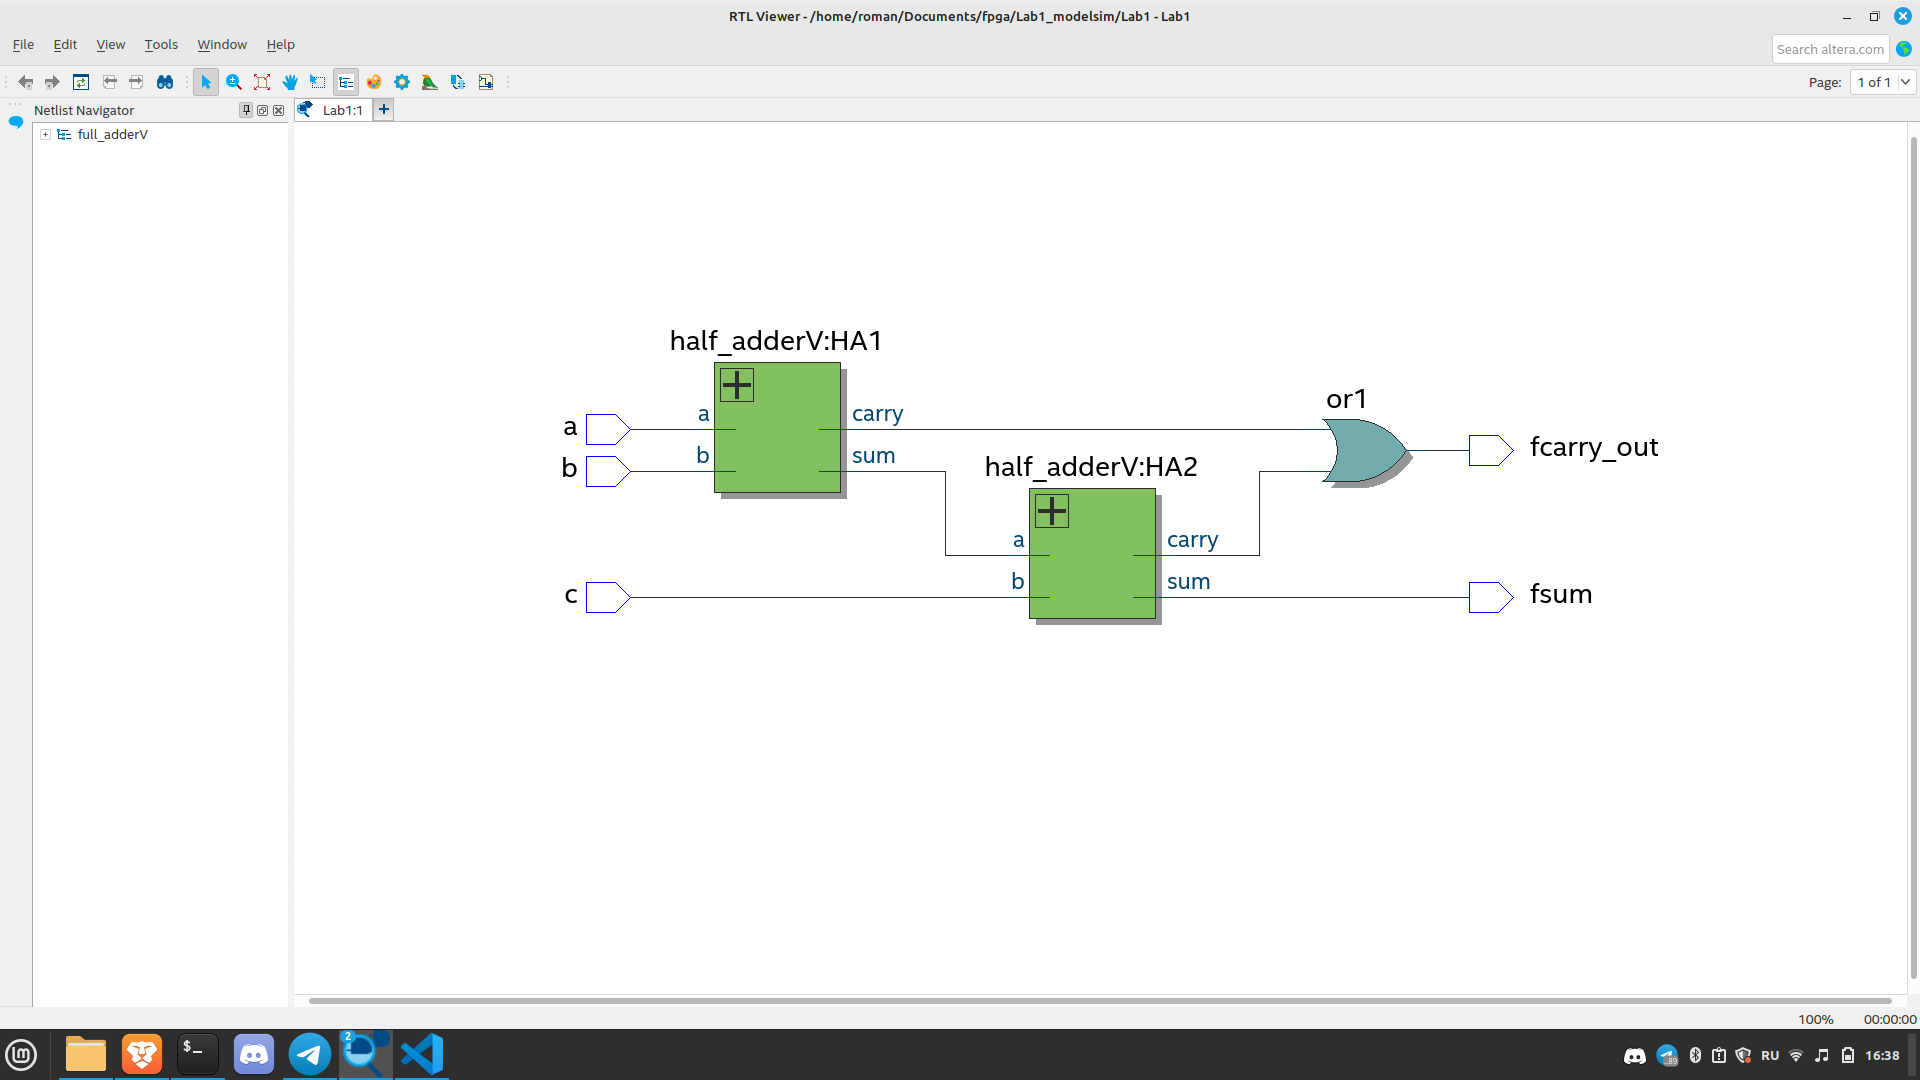 RTL Viewer - /home/roman/Documents/fpga/Lab1_modelsim/Lab1 - Lab1
File Edit View Tools Window Help
Search altera.com
Page: 1 of 1
Netlist Navigator
Lab1:1
full_adderV
half_adderV:HA1
or1
a
a
carry
fcarry_out
b
b
sum
half_adderV:HA2
a
carry
c
b
sum
fsum
100% 00:00:00
$_
2
89
RU
16:38